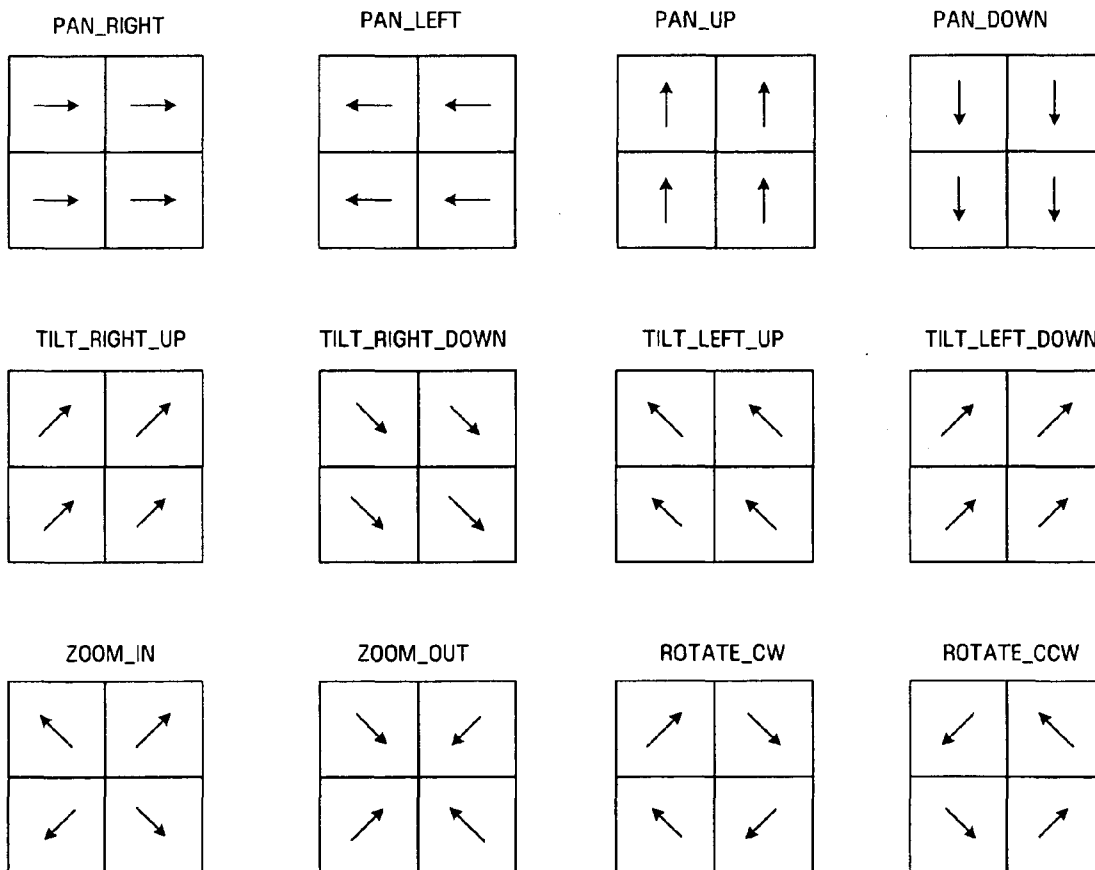 PAN_RIGHT PAN_LEFT PAN_UP PAN_DOWN
TILT_RIGHT_UP TILT_RIGHT_DOWN TILT_LEFT_UP TILT_LEFT_DOWN
ZOOM_IN ZOOM_OUT ROTATE_CW ROTATE_CCW